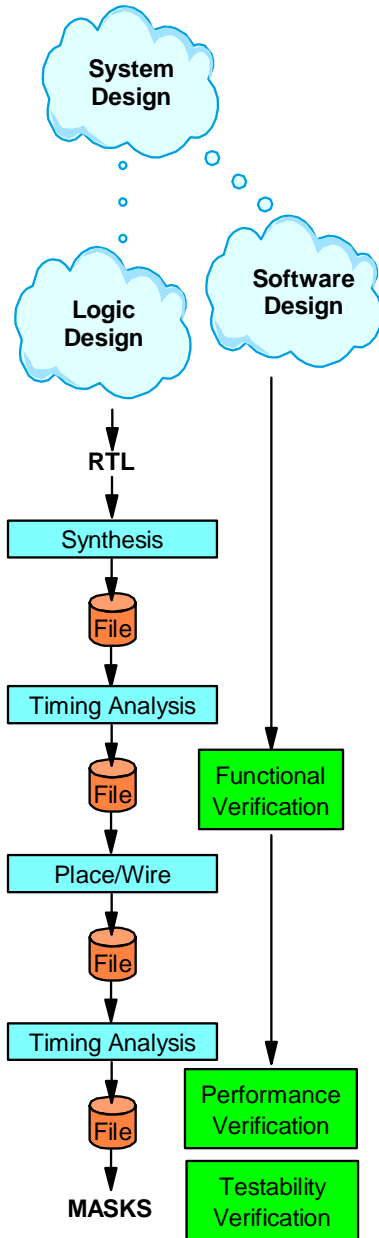 System
Design
Logic
Design
Software
Design
RTL
Synthesis
File
Timing Analysis
File
Functional
Verification
Place/Wire
File
Timing Analysis
File
Performance
Verification
MASKS
Testability
Verification